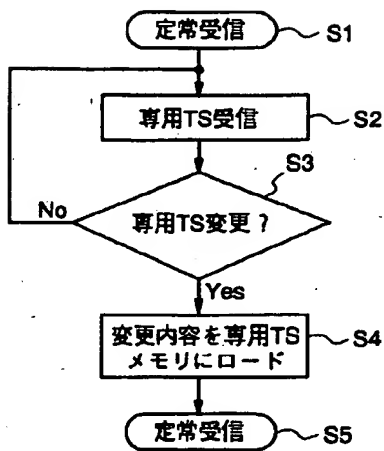 定常受信
S1
専用TS受信
S2
S3
専用TS変更?
No
Yes
変更内容を専用TS
メモリにロード
S4
定常受信
S5